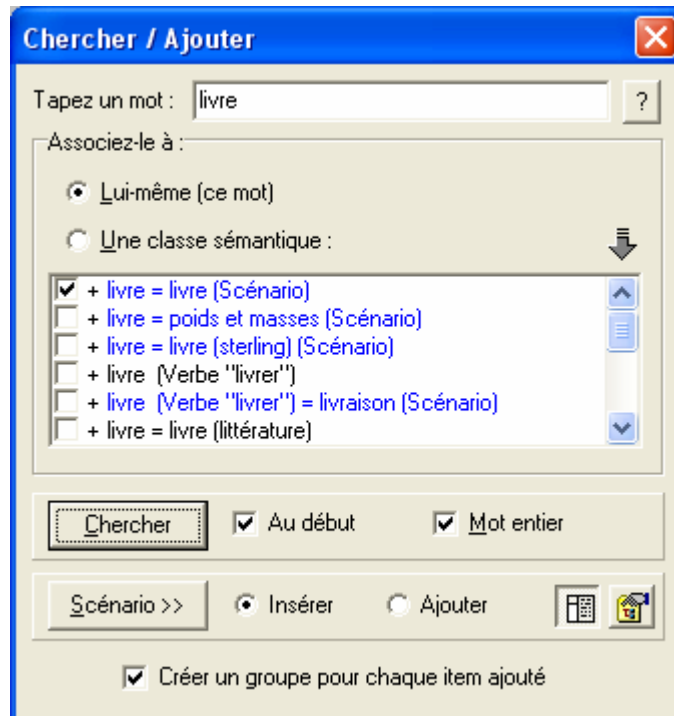 Chercher / Ajouter
Tapez un mot : livre ?
Associez-le à :
Lui-même (ce mot)
Une classe sémantique :
+ livre = livre (Scénario)
+ livre = poids et masses (Scénario)
+ livre = livre (sterling) (Scénario)
+ livre (Verbe "livrer")
+ livre (Verbe "livrer") = livraison (Scénario)
+ livre = livre (littérature)
Chercher Au début Mot entier
Scénario >> Insérer Ajouter
Créer un groupe pour chaque item ajouté